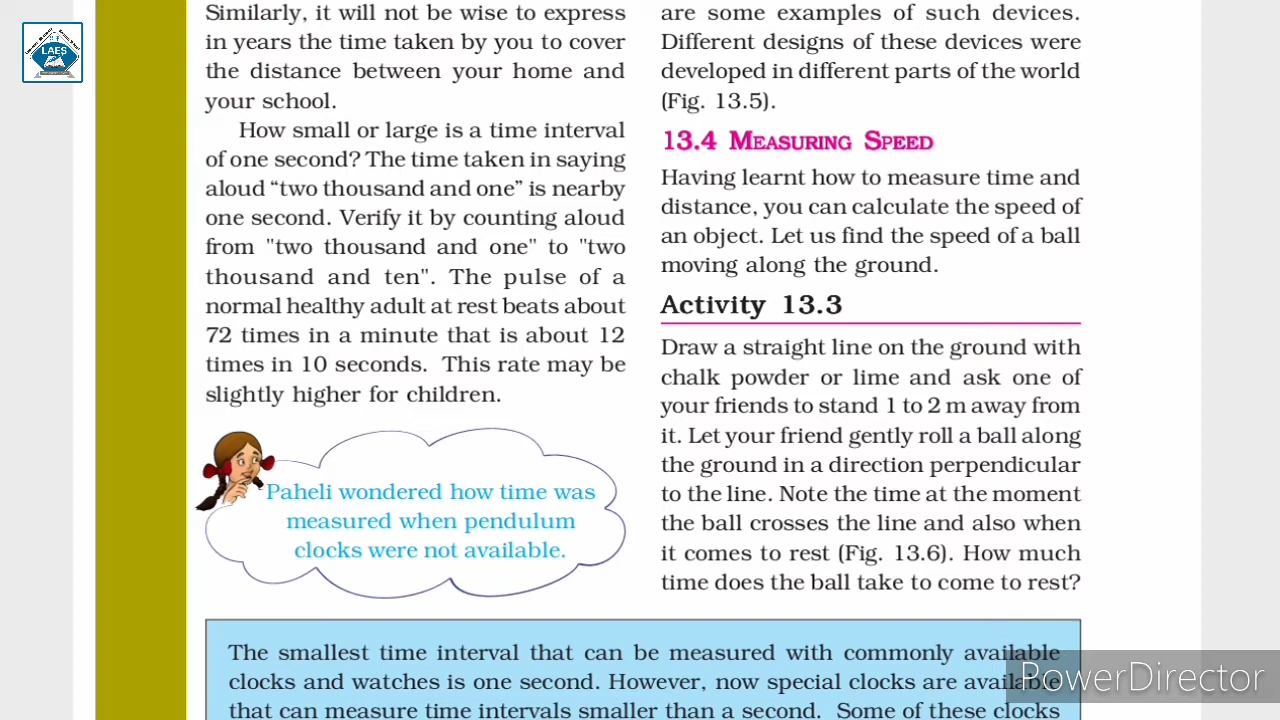 LAES
Similarly, it will not be wise to express
in years the time taken by you to cover
the distance between your home and
your school.
How small or large is a time interval
of one second? The time taken in saying
aloud “two thousand and one” is nearby
one second. Verify it by counting aloud
from "two thousand and one" to "two
thousand and ten". The pulse of a
normal healthy adult at rest beats about
72 times in a minute that is about 12
times in 10 seconds. This rate may be
slightly higher for children.
Paheli wondered how time was
measured when pendulum
clocks were not available.
are some examples of such devices.
Different designs of these devices were
developed in different parts of the world
(Fig. 13.5).
13.4 MEASURING SPEED
Having learnt how to measure time and
distance, you can calculate the speed of
an object. Let us find the speed of a ball
moving along the ground.
Activity 13.3
Draw a straight line on the ground with
chalk powder or lime and ask one of
your friends to stand 1 to 2 m away from
it. Let your friend gently roll a ball along
the ground in a direction perpendicular
to the line. Note the time at the moment
the ball crosses the line and also when
it comes to rest (Fig. 13.6). How much
time does the ball take to come to rest?
The smallest time interval that can be measured with commonly available
clocks and watches is one second. However, now special clocks are available
that can measure time intervals smaller than a second. Some of these clocks
PowerDirector